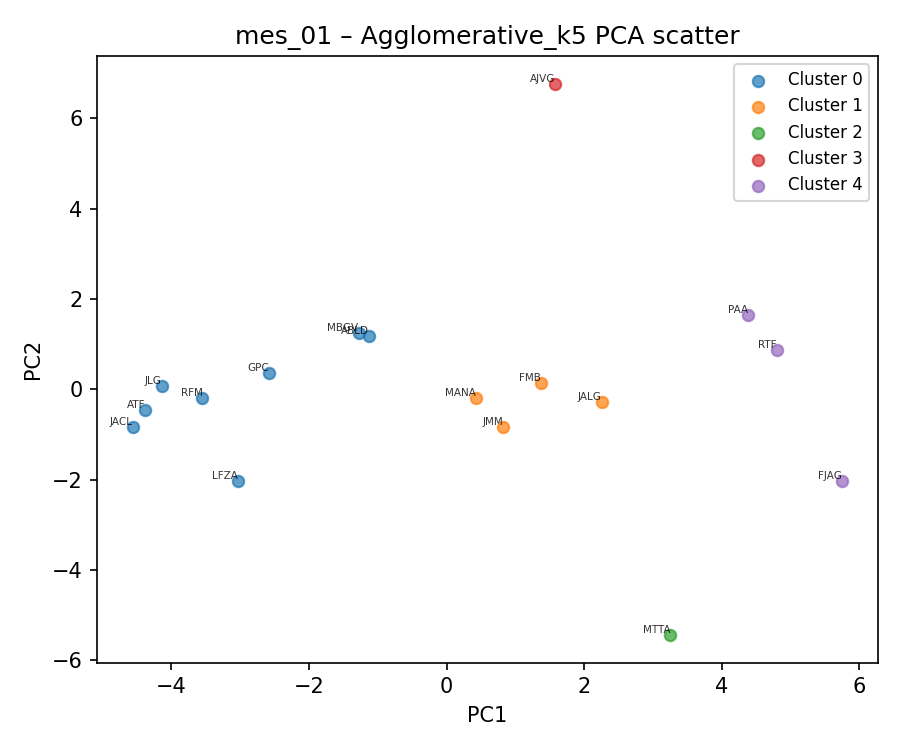 mes_01 – Agglomerative_k5 PCA scatter
AJVG
Cluster 0
Cluster 1
Cluster 2
Cluster 3
Cluster 4
6
4
2
0
−2
−4
−6
PC2
PAA
RTF
MBGV
GPC
JLG
RFM
ATF
JACL
LFZA
FMB
MANA
JALG
JMM
FJAG
MTTA
−4
−2
0
2
4
6
PC1